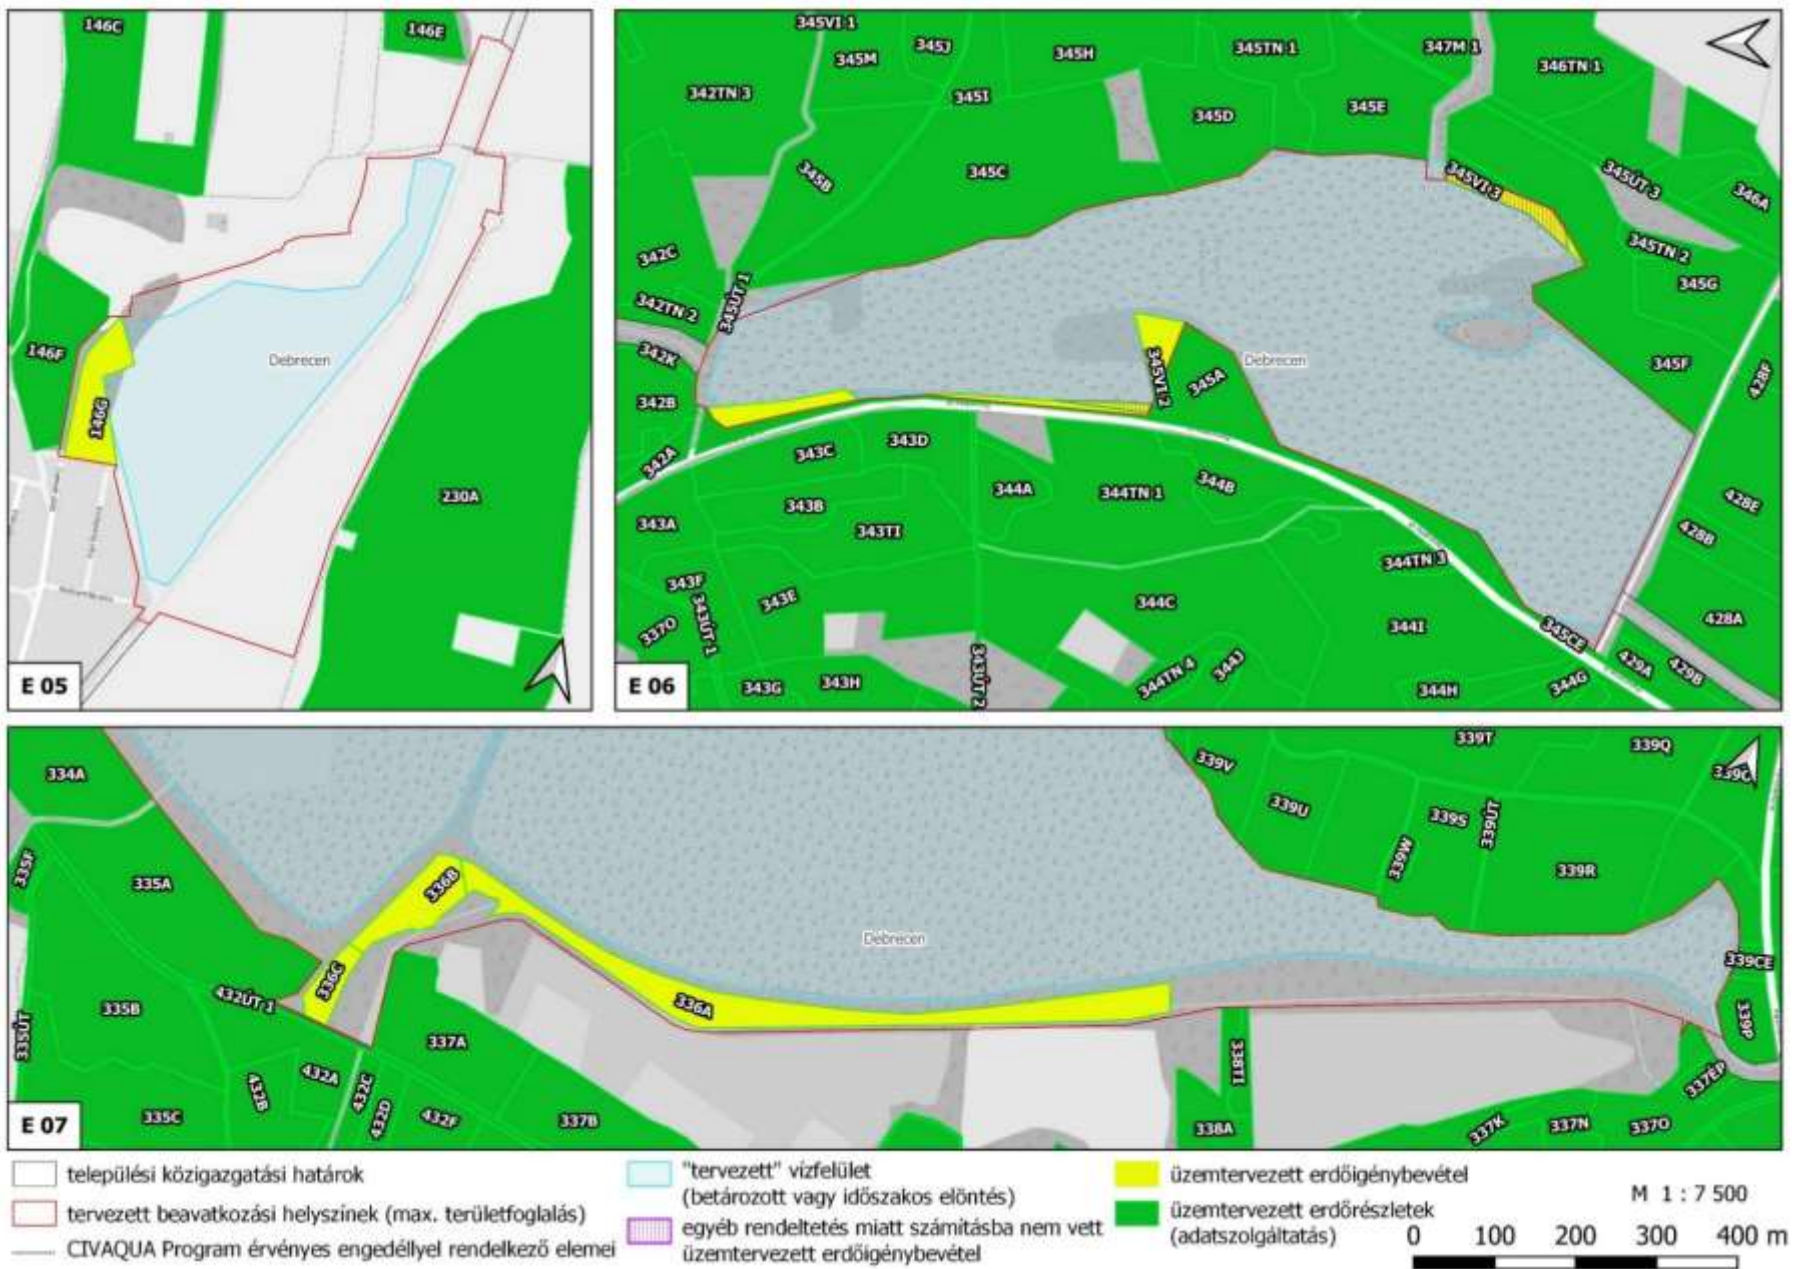 146C
146E
146F
146G
Debrecen
230A
E 05
345VI 1
345M
345J
345H
345TN 1
347M 1
346TN 1
342TN 3
345I
345D
345E
345B
345C
345VI 3
345ÚT 3
346A
342C
345TN 2
345G
342TN 2
345ÚT 1
342K
345VI 2
345A
Debrecen
345F
428F
342B
342A
343C
343D
344A
344TN 1
344B
428E
343A
343B
343TI
428B
344TN 3
343F
343E
344C
344I
428A
337O
343ÚT 1
345CE
429A
429B
343G
343H
343ÚT 2
344TN 4
344J
344H
344G
E 06
334A
339V
339T
339Q
335F
335A
336B
339U
339S
339ÚT
339W
339R
Debrecen
336C
339CE
335B
432ÚT 1
336A
339P
335ÚT
337A
338TI
432A
432B
432C
432D
432F
337B
337ÉP
335C
338A
337K
337N
337O
E 07
települési közigazgatási határok
tervezett beavatkozási helyszínek (max. területfoglalás)
CIVAQUA Program érvényes engedéllyel rendelkező elemei
"tervezett" vízfelület
(betározott vagy időszakos elöntés)
egyéb rendeltetés miatt számításba nem vett
üzemtervezett erdőigénybevétel
üzemtervezett erdőigénybevétel
üzemtervezett erdőrészletek
(adatszolgáltatás)
M 1 : 7 500
0 100 200 300 400 m